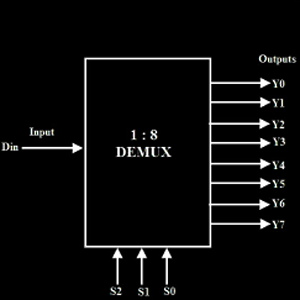 Outputs
Y0
Y1
Input
Y2
1 : 8
Y3
Din
DEMUX
Y4
Y5
Y6
Y7
S2 S1 S0